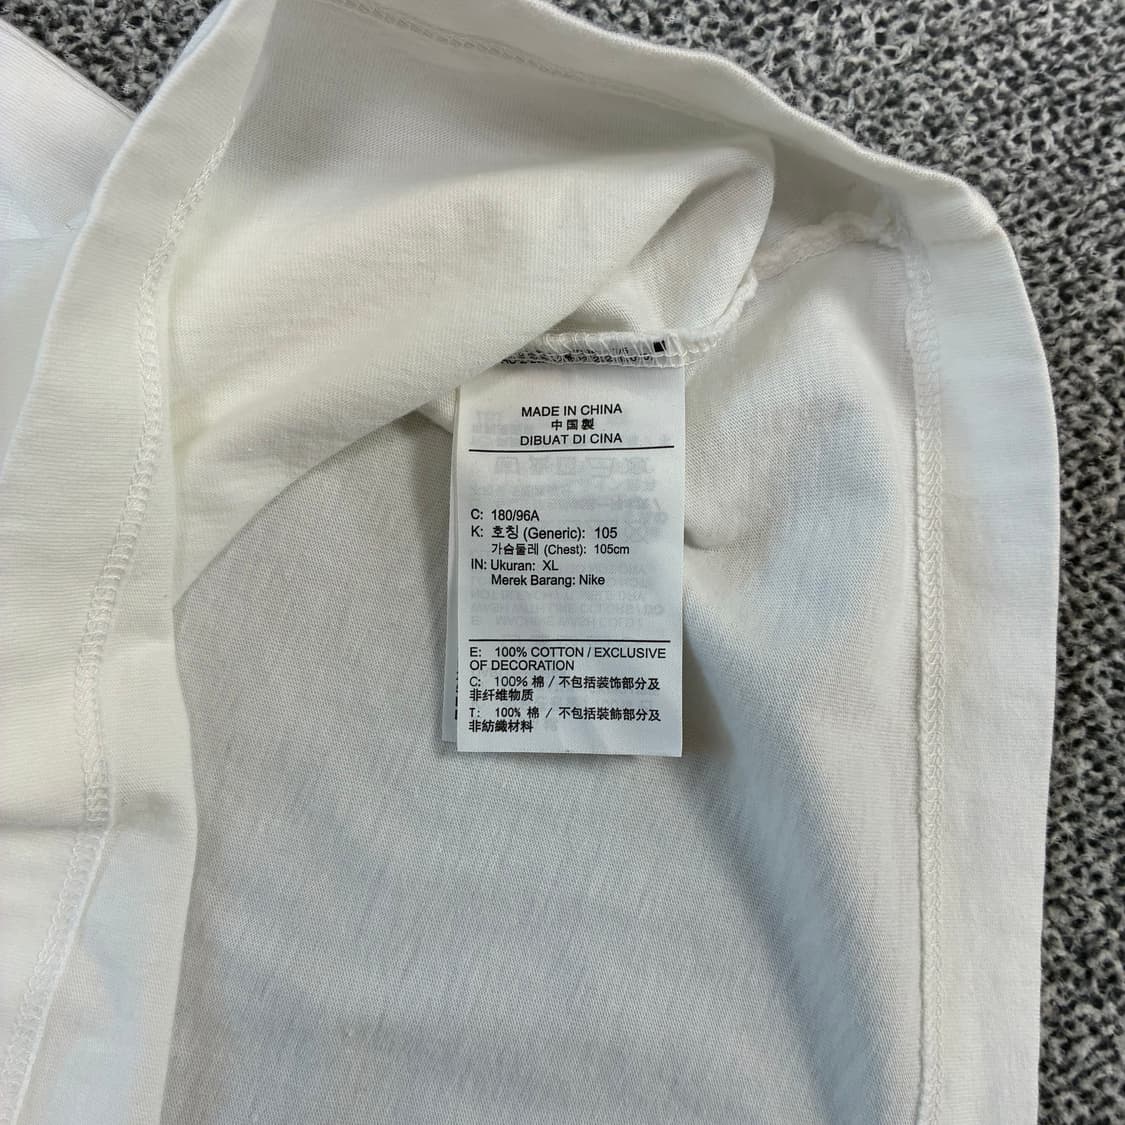 MADE IN CHINA
中国製
DIBUAT DI CINA
C: 180/96A
K: 호칭 (Generic): 105
가슴둘레 (Chest): 105cm
IN: Ukuran: XL
Merek Barang: Nike
E: 100% COTTON / EXCLUSIVE
OF DECORATION
C: 100% 棉 / 不包括装饰部分及
非纤维物质
T: 100% 棉 / 不包括裝飾部分及
非紡織材料